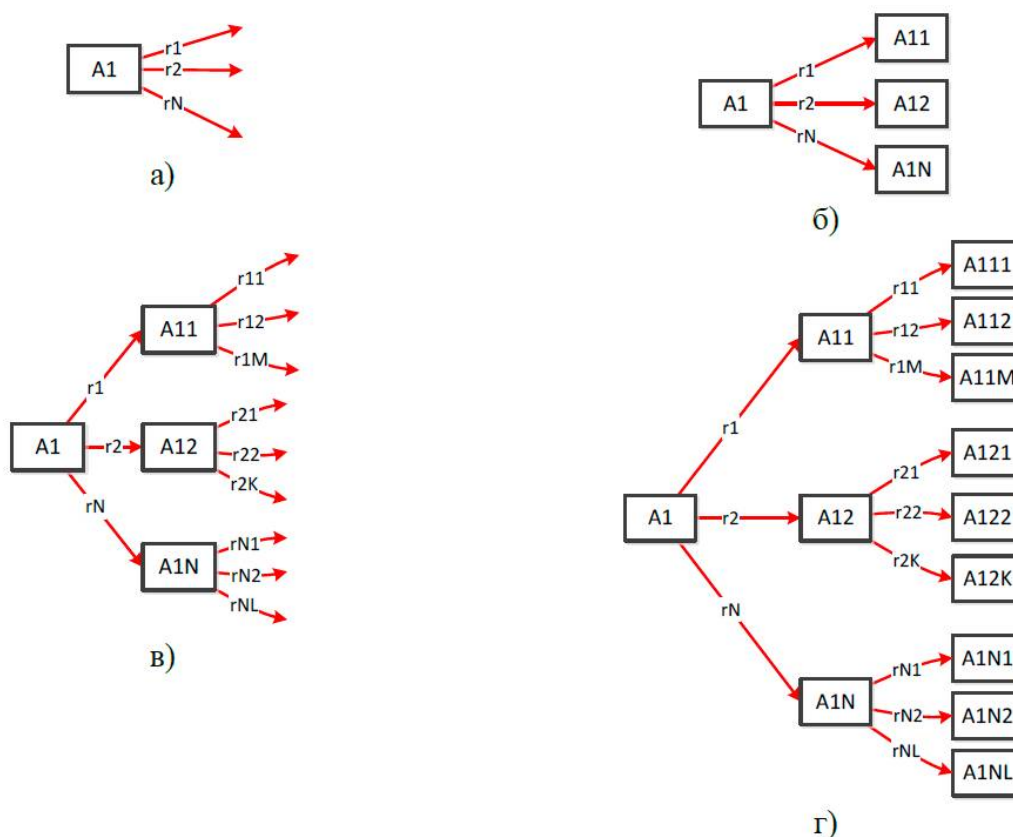 A1
r1
r2
rN
а)
A1
r1
r2
rN
A11
A12
A1N
б)
A1
r1
r2
rN
A11
A12
A1N
r11
r12
r1M
r21
r22
r2K
rN1
rN2
rNL
в)
A1
r1
r2
rN
A11
A12
A1N
r11
r12
r1M
r21
r22
r2K
rN1
rN2
rNL
A111
A112
A11M
A121
A122
A12K
A1N1
A1N2
A1NL
г)